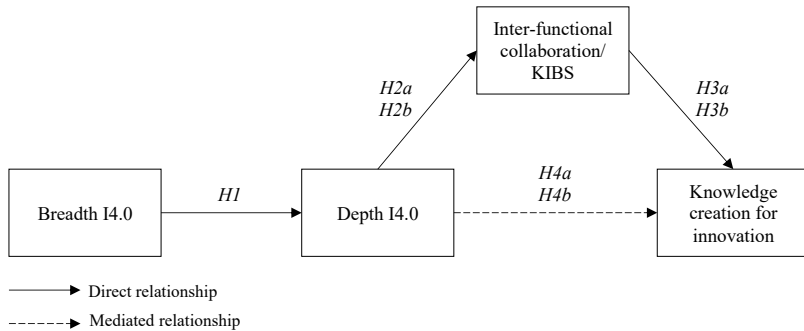 Inter-functional
collaboration/
KIBS
H2a
H2b
H3a
H3b
Breadth I4.0
H1
Depth I4.0
H4a
H4b
Knowledge
creation for
innovation
Direct relationship
Mediated relationship